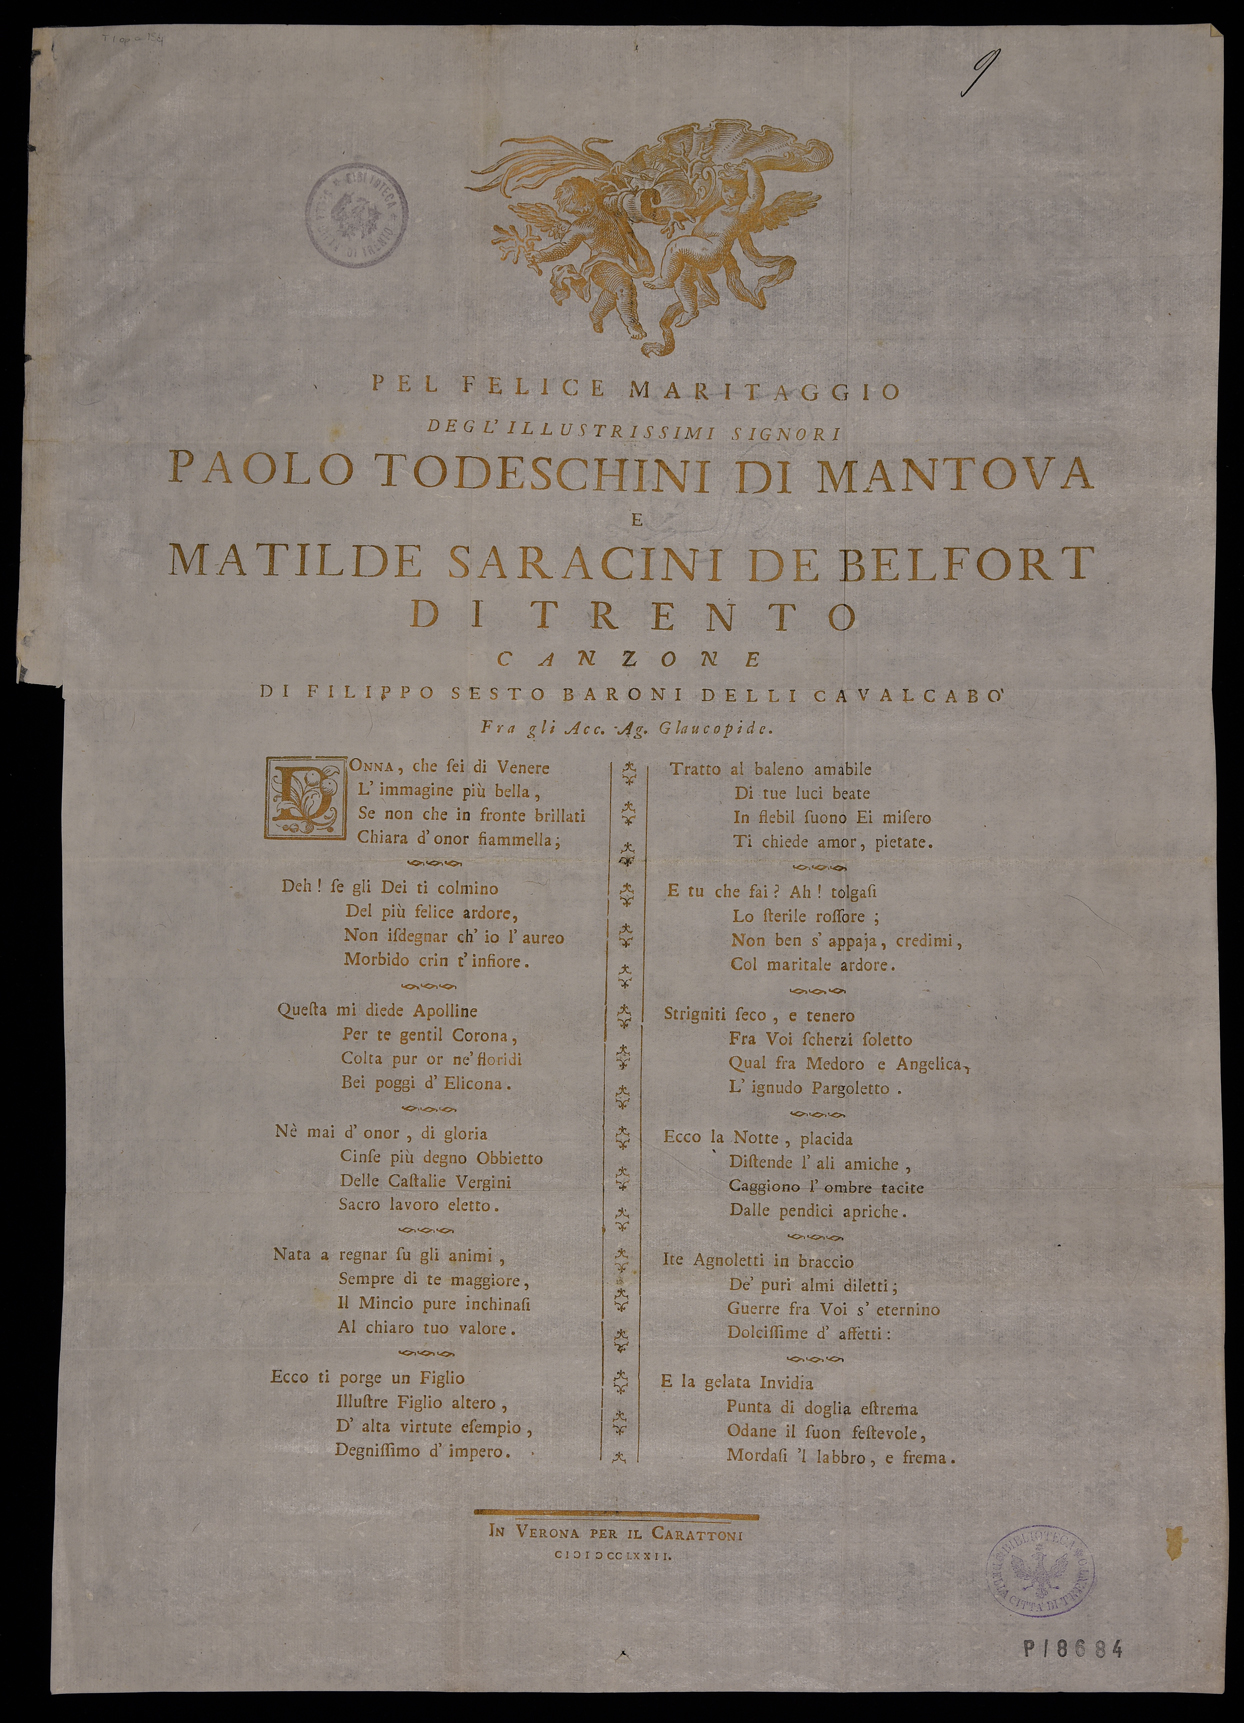 9
PEL FELICE MARITAGGIO
DEGL' ILLUSTRISSIMI SIGNORI
PAOLO TODESCHINI DI MANTOVA
E
MATILDE SARACINI DE BELFORT
DI TRENTO
CANZONE
DI FILIPPO SESTO BARONI DELLI CAVALCABO'
Fra gli Acc. Ag. Glaucopide.
DONNA, che ſei di Venere
L' immagine più bella,
Se non che in fronte brillati
Chiara d' onor fiammella;
Deh! ſe gli Dei ti colmino
Del più felice ardore,
Non iſdegnar ch' io l' aureo
Morbido crin t' infiore.
Queſta mi diede Apolline
Per te gentil Corona,
Colta pur or ne' floridi
Bei poggi d' Elicona.
Nè mai d' onor, di gloria
Cinſe più degno Obbietto
Delle Caſtalie Vergini
Sacro lavoro eletto.
Nata a regnar ſu gli animi,
Sempre di te maggiore,
Il Mincio pure inchinaſi
Al chiaro tuo valore.
Ecco ti porge un Figlio
Illuſtre Figlio altero,
D' alta virtute eſempio,
Degniſſimo d' impero.
Tratto al baleno amabile
Di tue luci beate
In flebil ſuono Ei miſero
Ti chiede amor, pietate.
E tu che fai? Ah! tolgaſi
Lo ſterile roſſore;
Non ben s' appaja, credimi,
Col maritale ardore.
Strigniti ſeco, e tenero
Fra Voi ſcherzi ſoletto
Qual fra Medoro e Angelica,
L' ignudo Pargoletto.
Ecco la Notte, placida
Diſtende l' ali amiche,
Caggiono l' ombre tacite
Dalle pendici apriche.
Ite Agnoletti in braccio
De' puri almi diletti;
Guerre fra Voi s' eternino
Dolciſſime d' affetti:
E la gelata Invidia
Punta di doglia eſtrema
Odane il ſuon feſtevole,
Mordaſi 'l labbro, e frema.
IN VERONA PER IL CARATTONI
CIƆIƆCCLXXII.
BIBLIOTECA
DELLA CITTÀ DI TRENTO
P/8684